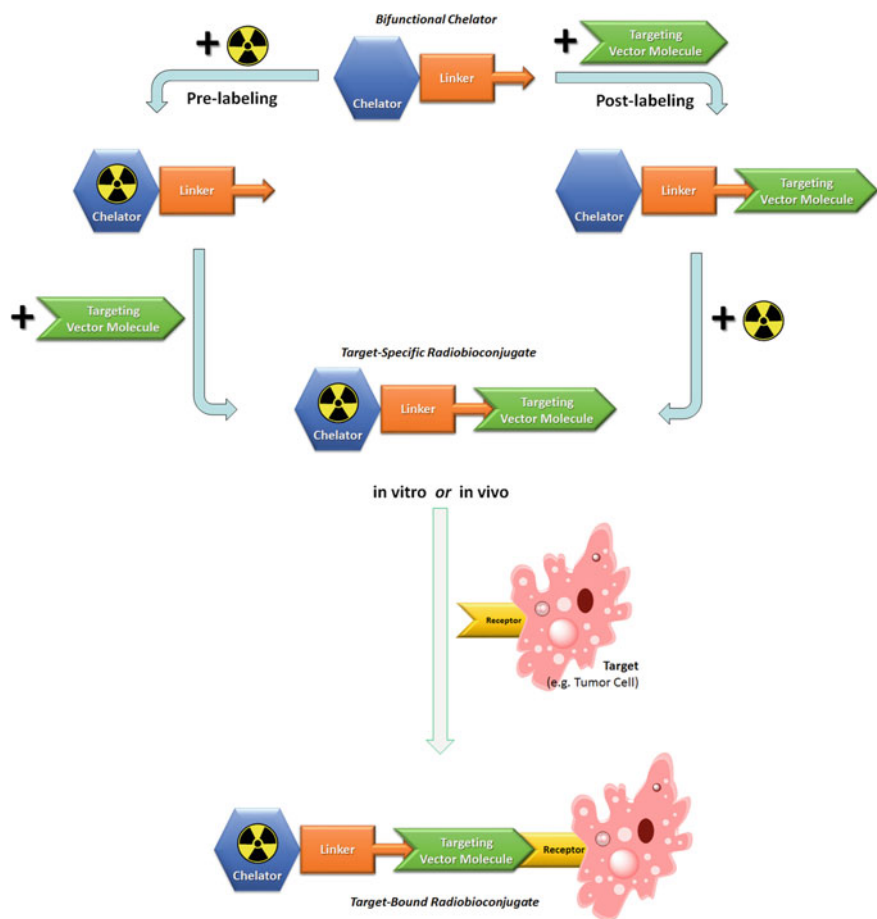 Bifunctional Chelator
+
+
Targeting
Vector Molecule
Linker
Chelator
Pre-labeling
Post-labeling
Linker
Chelator
Linker
Targeting
Vector Molecule
Chelator
+
Targeting
Vector Molecule
+
Target-Specific Radiobioconjugate
Linker
Targeting
Vector Molecule
Chelator
in vitro or in vivo
Receptor
Target
(e.g. Tumor Cell)
Linker
Targeting
Vector Molecule
Receptor
Chelator
Target-Bound Radiobioconjugate